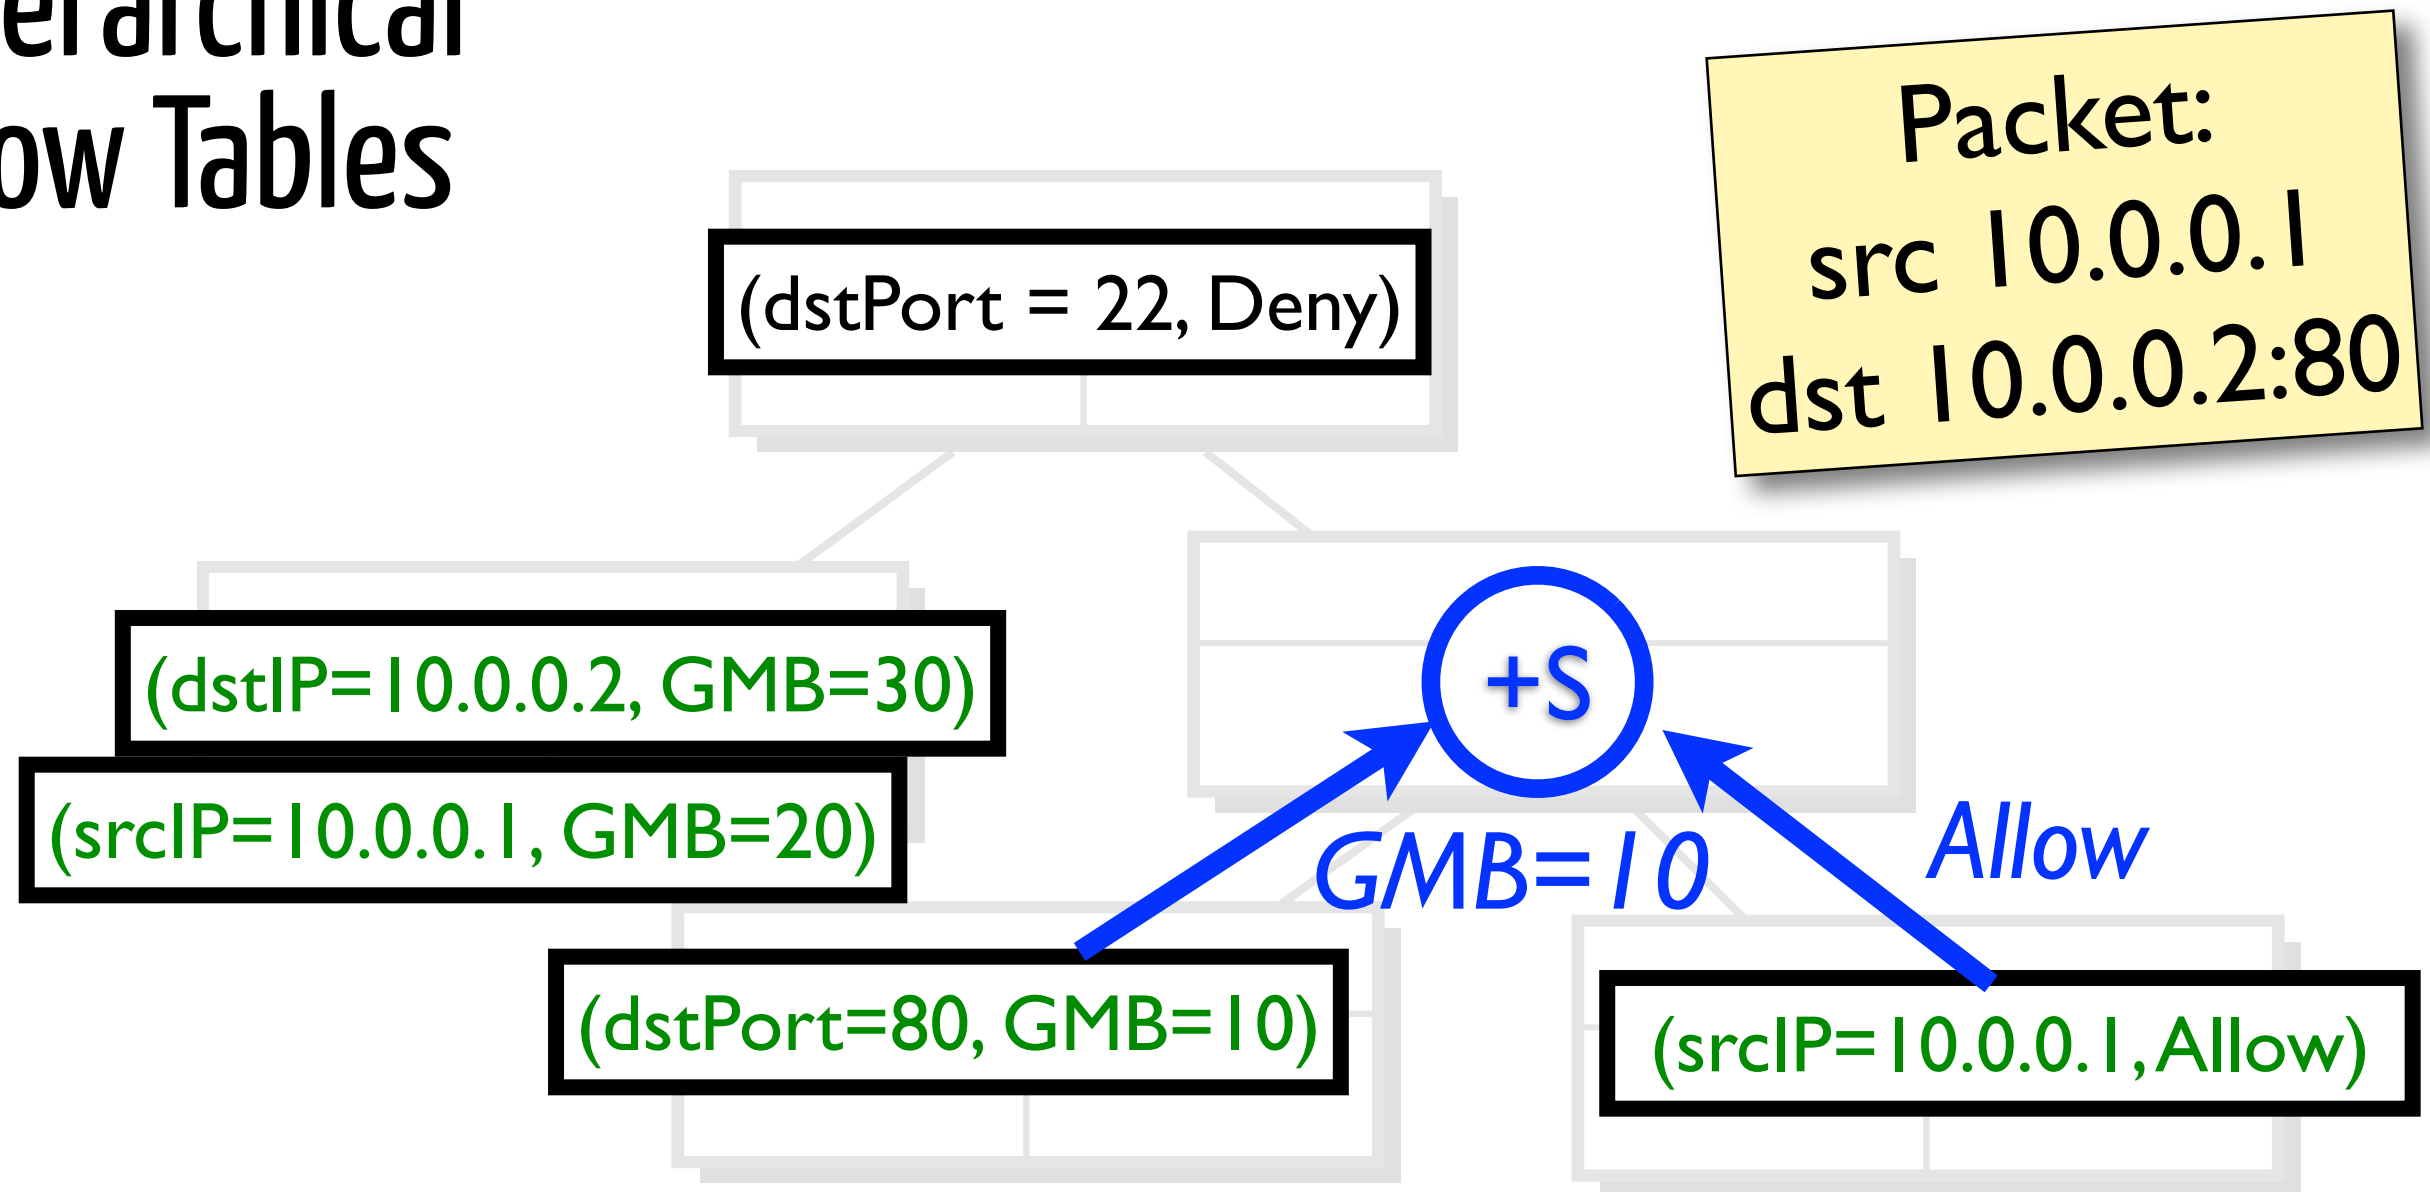 erarchical
ow Tables
Packet:
src 10.0.0.1
dst 10.0.0.2:80
(dstPort = 22, Deny)
(dstIP=10.0.0.2, GMB=30)
+S
(srcIP=10.0.0.1, GMB=20)
GMB=10
Allow
(dstPort=80, GMB=10)
(srcIP=10.0.0.1, Allow)